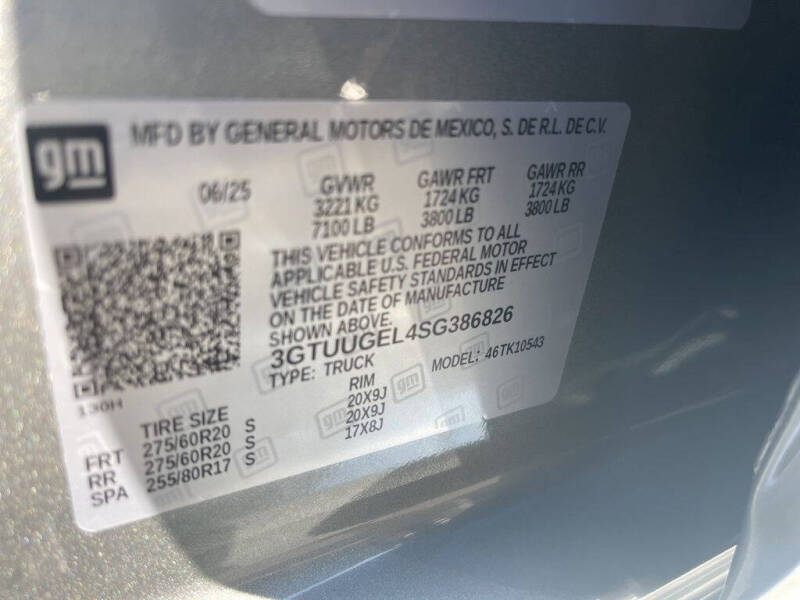 gm
MFD BY GENERAL MOTORS DE MEXICO, S. DE R.L. DE C.V.
06/25 GVWR GAWR FRT GAWR RR
3221 KG 1724 KG 1724 KG
7100 LB 3800 LB 3800 LB
THIS VEHICLE CONFORMS TO ALL
APPLICABLE U.S. FEDERAL MOTOR
VEHICLE SAFETY STANDARDS IN EFFECT
ON THE DATE OF MANUFACTURE
SHOWN ABOVE.
3GTUUGEL4SG386826
TYPE: TRUCK MODEL: 46TK10543
130H
TIRE SIZE RIM
FRT 275/60R20 S 20X9J
RR 275/60R20 S 20X9J
SPA 255/80R17 S 17X8J